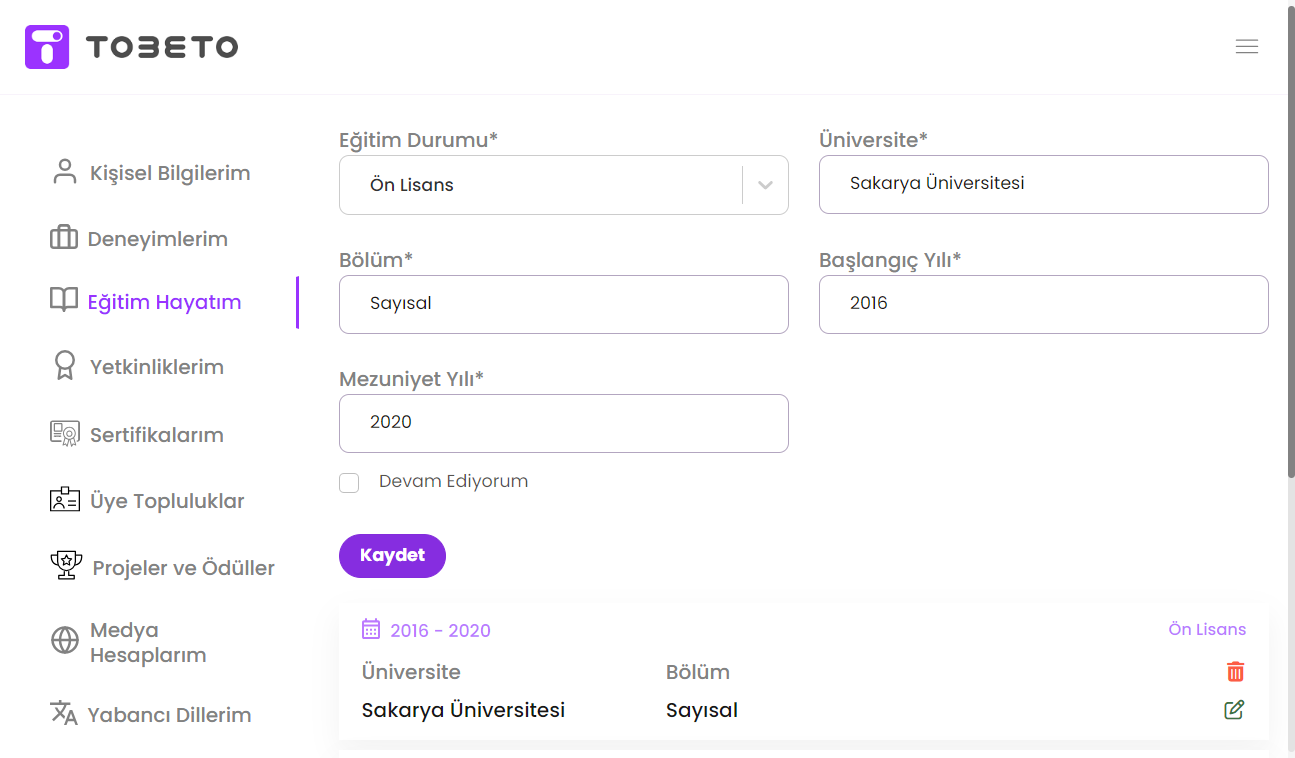 TOBETO
Kişisel Bilgilerim
Deneyimlerim
Eğitim Hayatım
Yetkinliklerim
Sertifikalarım
Üye Topluluklar
Projeler ve Ödüller
Medya
Hesaplarım
Yabancı Dillerim
Eğitim Durumu*
Ön Lisans
Üniversite*
Sakarya Üniversitesi
Bölüm*
Sayısal
Başlangıç Yılı*
2016
Mezuniyet Yılı*
2020
Devam Ediyorum
Kaydet
2016 - 2020
Ön Lisans
Üniversite
Bölüm
Sakarya Üniversitesi
Sayısal